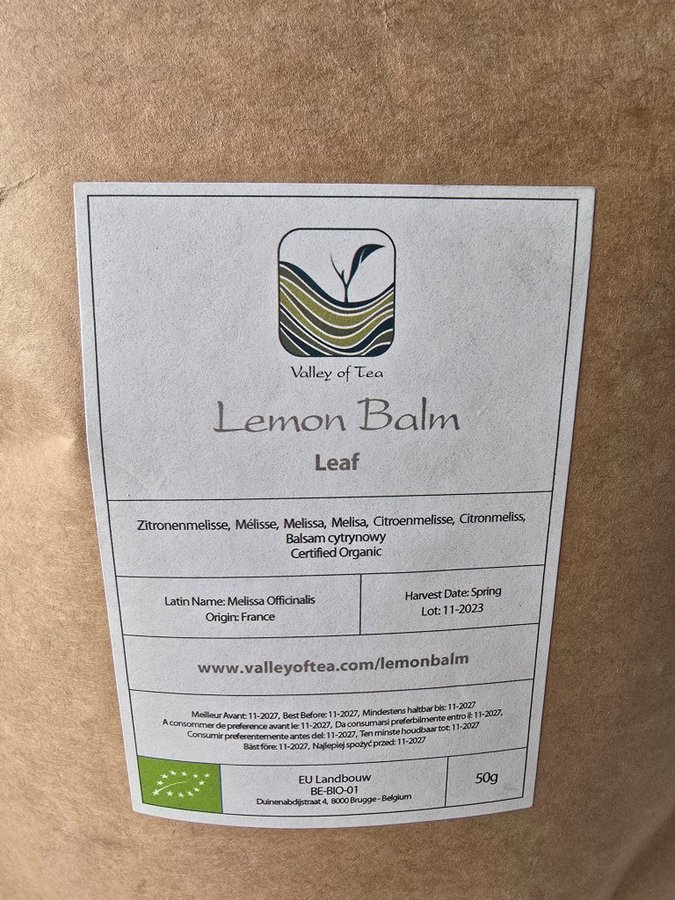 Valley of Tea
Lemon Balm
Leaf
Zitronenmelisse, Mélisse, Melissa, Melisa, Citroenmelisse, Citronmeliss,
Balsam cytrynowy
Certified Organic
Latin Name: Melissa Officinalis
Origin: France
Harvest Date: Spring
Lot: 11-2023
www.valleyoftea.com/lemonbalm
Meilleur Avant: 11-2027, Best Before: 11-2027, Mindestens haltbar bis: 11-2027
A consommer de preference avant le: 11-2027, Da consumarsi preferbilmente entro il: 11-2027,
Consumir preferentemente antes del: 11-2027, Ten minste houdbaar tot: 11-2027
Bäst före: 11-2027, Najlepiej spożyć przed: 11-2027
EU Landbouw
BE-BIO-01
Duinenabdijstraat 4, 8000 Brugge - Belgium
50g